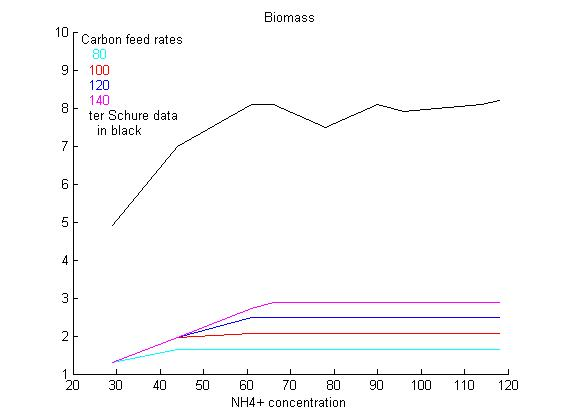 Biomass
10
9
8
7
6
5
4
3
2
1
Carbon feed rates
80
100
120
140
ter Schure data
in black
20 30 40 50 60 70 80 90 100 110 120
NH4+ concentration